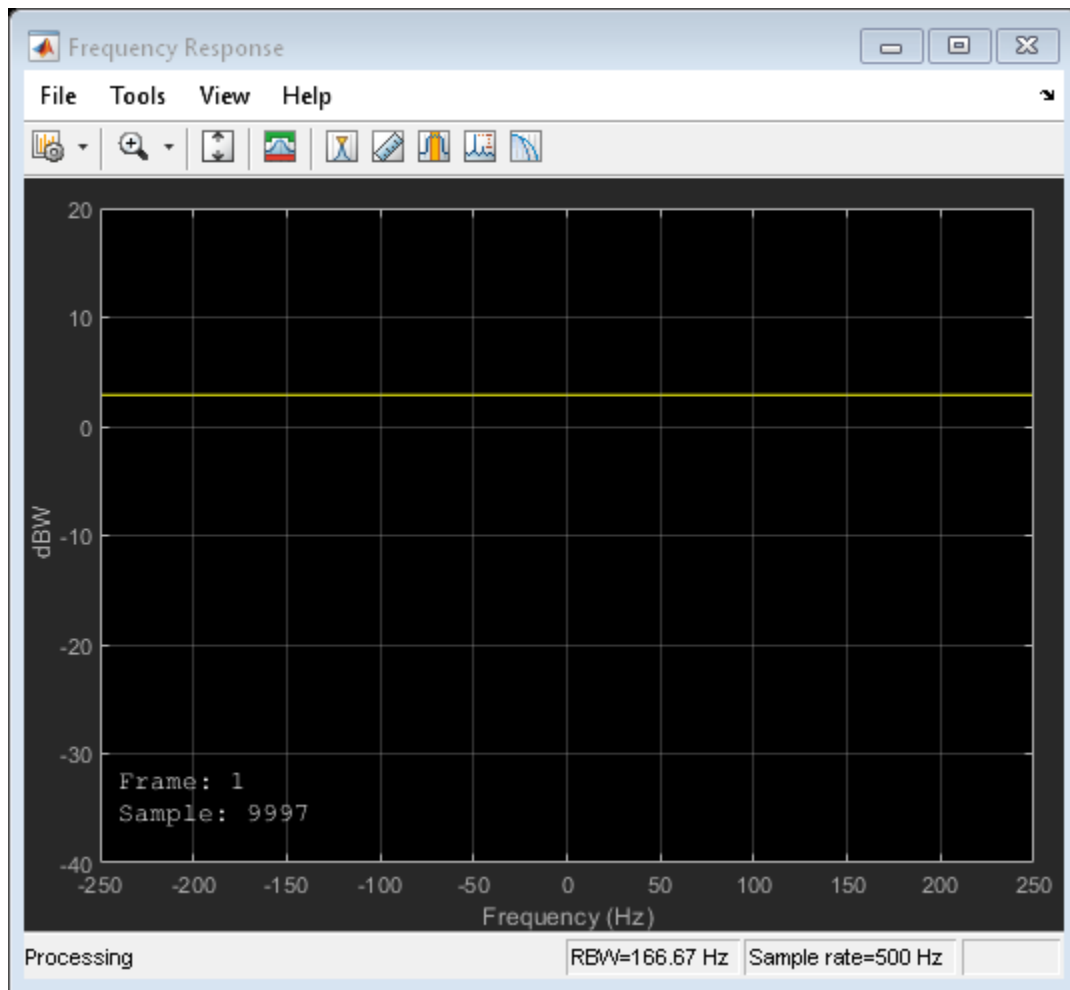 Frequency Response
File Tools View Help
20
10
0
-10
-20
-30
-40
dBW
Frame: 1
Sample: 9997
-250 -200 -150 -100 -50 0 50 100 150 200 250
Frequency (Hz)
Processing RBW=166.67 Hz Sample rate=500 Hz